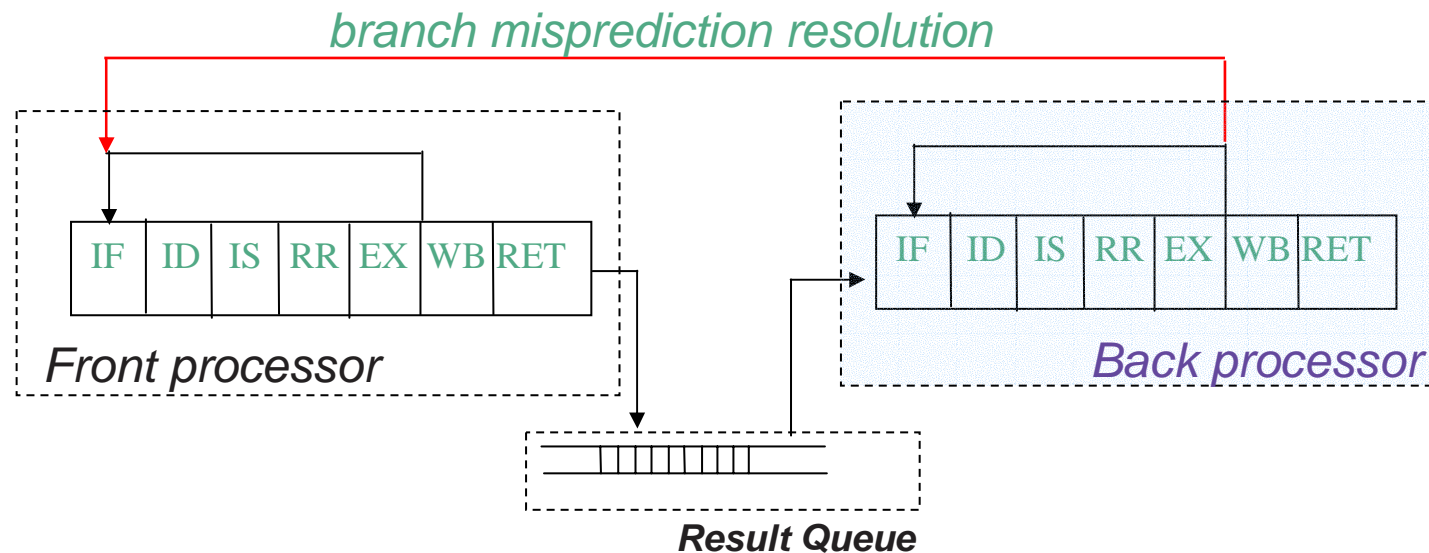 branch misprediction resolution
IF ID IS RR EX WB RET
IF ID IS RR EX WB RET
Front processor
Back processor
Result Queue